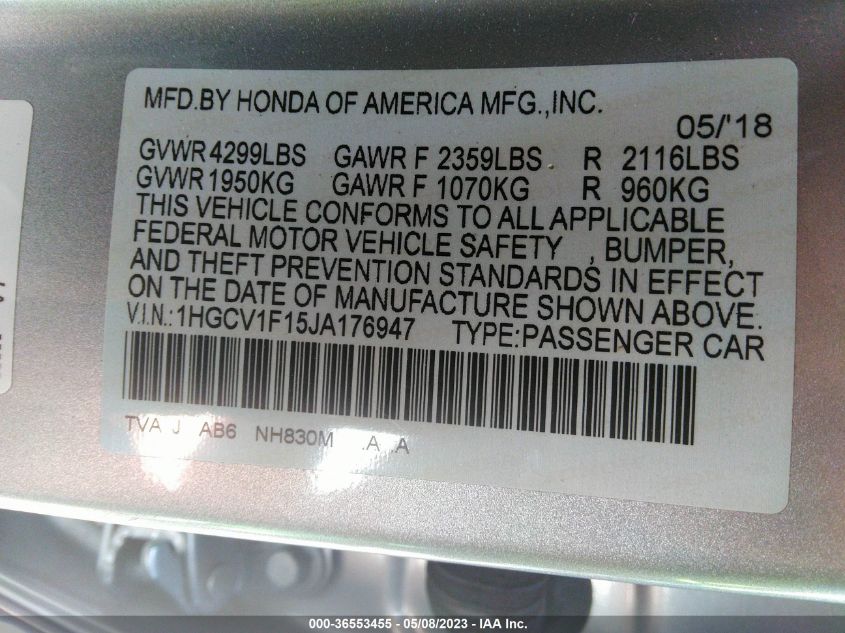 MFD.BY HONDA OF AMERICA MFG.,INC.
05/'18
GVWR 4299LBS GAWR F 2359LBS R 2116LBS
GVWR 1950KG GAWR F 1070KG R 960KG
THIS VEHICLE CONFORMS TO ALL APPLICABLE
FEDERAL MOTOR VEHICLE SAFETY , BUMPER,
AND THEFT PREVENTION STANDARDS IN EFFECT
ON THE DATE OF MANUFACTURE SHOWN ABOVE.
V.I.N.:1HGCV1F15JA176947 TYPE:PASSENGER CAR
TVA J AB6 NH830M .A .A
000-36553455 - 05/08/2023 - IAA Inc.